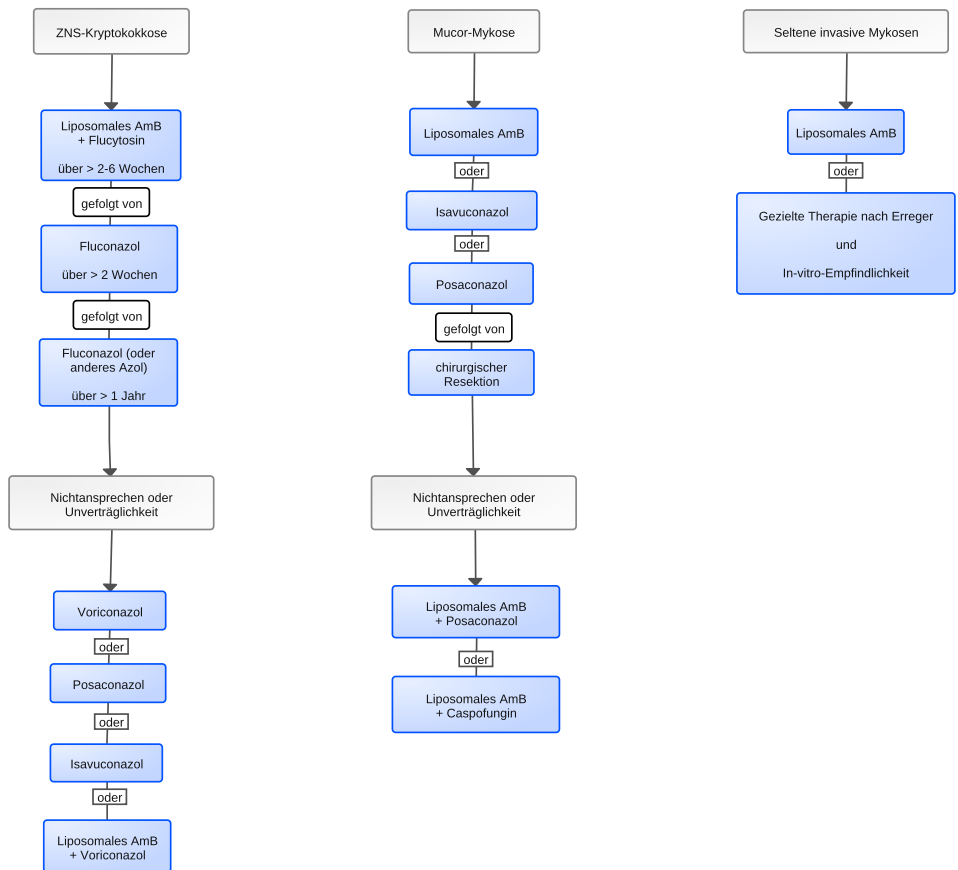 ZNS-Kryptokokkose
Liposomales AmB
+ Flucytosin
über > 2-6 Wochen
gefolgt von
Fluconazol
über > 2 Wochen
gefolgt von
Fluconazol (oder
anderes Azol)
über > 1 Jahr
Nichtansprechen oder
Unverträglichkeit
Voriconazol
oder
Posaconazol
oder
Isavuconazol
oder
Liposomales AmB
+ Voriconazol
Mucor-Mykose
Liposomales AmB
oder
Isavuconazol
oder
Posaconazol
gefolgt von
chirurgischer
Resektion
Nichtansprechen oder
Unverträglichkeit
Liposomales AmB
+ Posaconazol
oder
Liposomales AmB
+ Caspofungin
Seltene invasive Mykosen
Liposomales AmB
oder
Gezielte Therapie nach Erreger
und
In-vitro-Empfindlichkeit